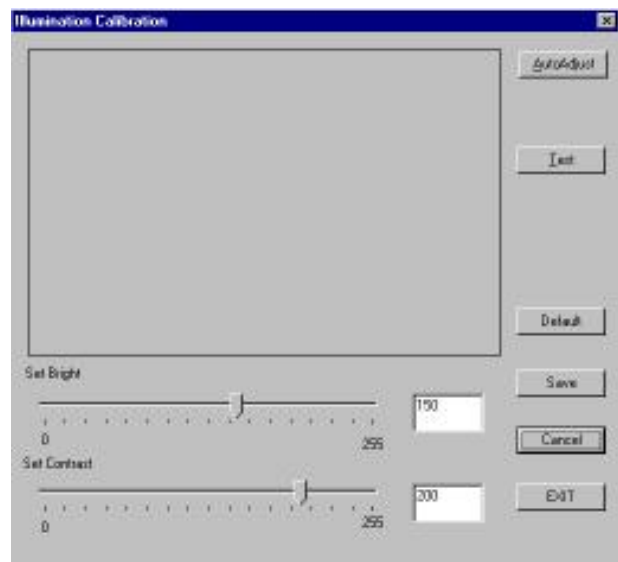 Illumination Calibration
AutoAdjust
Test
Default
Set Bright
Save
150
0
255
Cancel
Set Contrast
200
EXIT
0
255